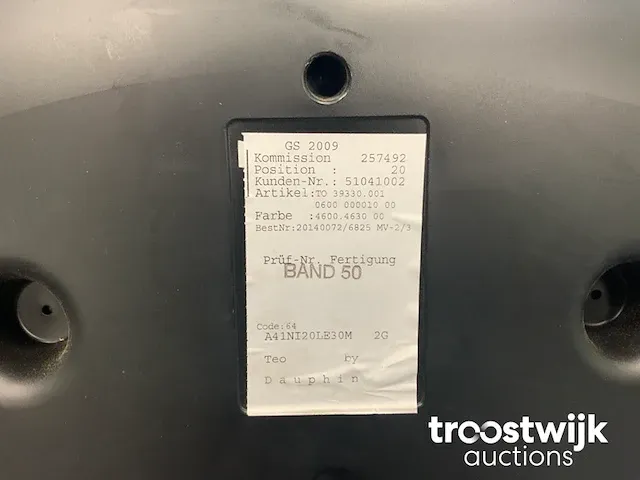 GS 2009
Kommission 257492
Position : 20
Kunden-Nr.: 51041002
Artikel:TO 39330.001
0600 000010 00
Farbe :4600.4630 00
BestNr:20140072/6825 MV-2/3
Prüf-Nr. Fertigung
BAND 50
Code:64
A41NI20LE30M 2G
Teo by
Dauphin
troostwijk
auctions